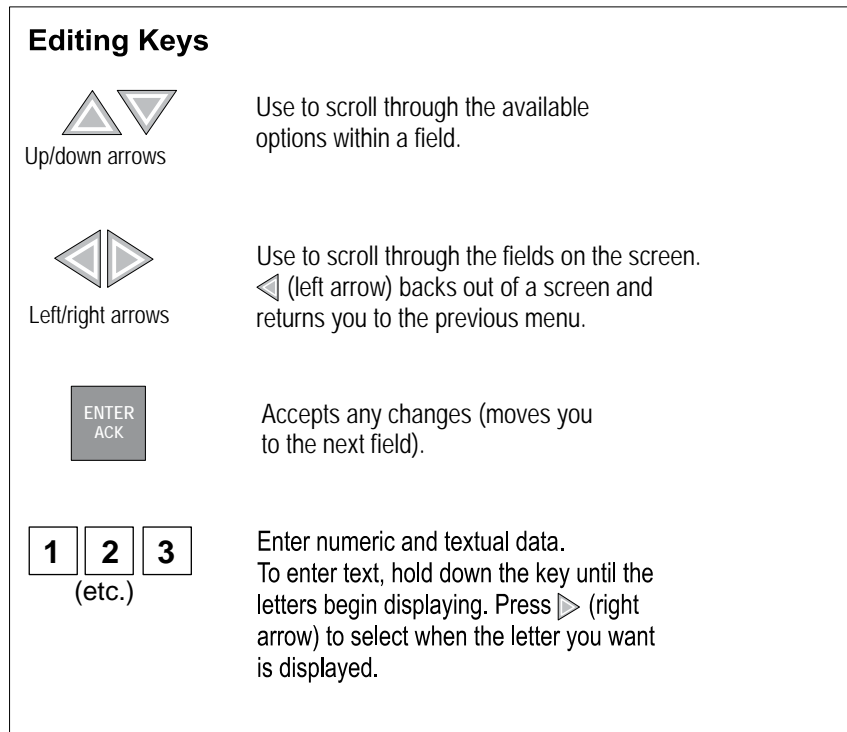 Editing Keys
Up/down arrows
Use to scroll through the available
options within a field.
Left/right arrows
Use to scroll through the fields on the screen.
(left arrow) backs out of a screen and
returns you to the previous menu.
ENTER
ACK
Accepts any changes (moves you
to the next field).
1 2 3
(etc.)
Enter numeric and textual data.
To enter text, hold down the key until the
letters begin displaying. Press (right
arrow) to select when the letter you want
is displayed.